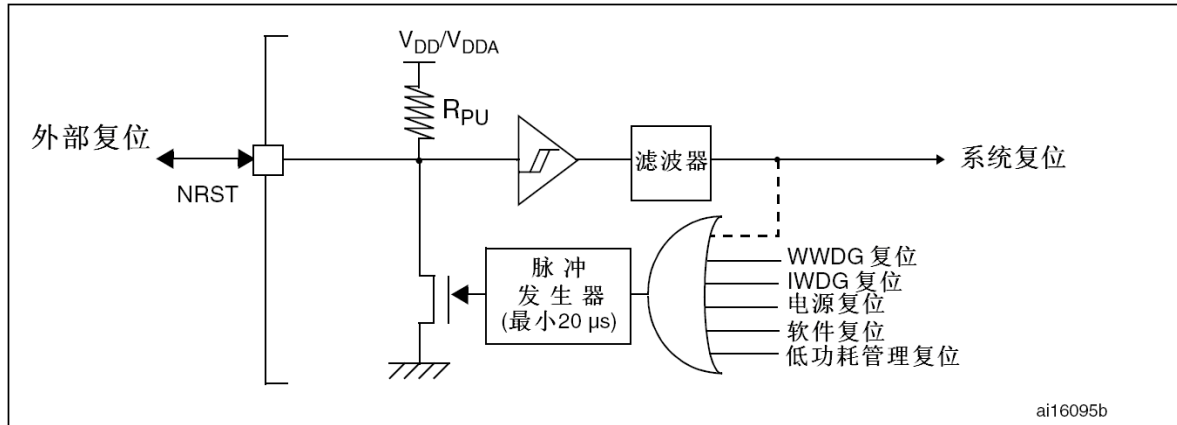 VDD/VDDA
RPU
外部复位
NRST
滤波器
系统复位
WWDG 复位
IWDG 复位
电源复位
软件复位
低功耗管理复位
脉冲
发生器
(最小20 µs)
ai16095b